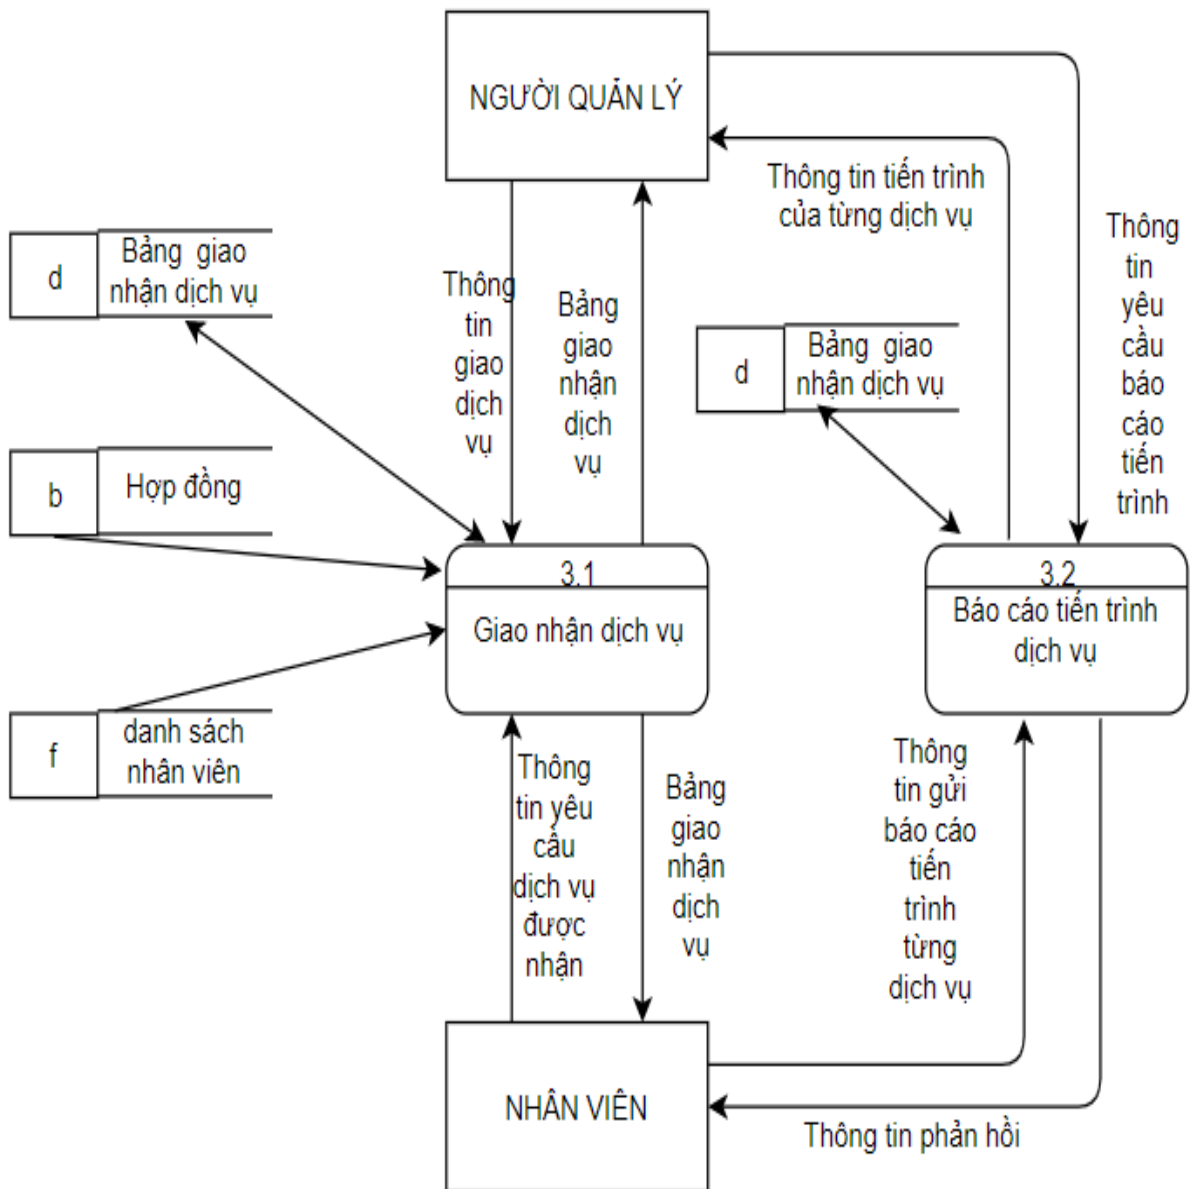 NGƯỜI QUẢN LÝ
Thông tin tiến trình
của từng dịch vụ
Thông
tin
yêu
cầu
báo
cáo
tiến
trình
d
Bảng giao
nhận dịch vụ
Thông
tin
giao
dịch
vụ
Bảng
giao
nhận
dịch
vụ
d
Bảng giao
nhận dịch vụ
b
Hợp đồng
3.1
Giao nhận dịch vụ
3.2
Báo cáo tiến trình
dịch vụ
f
danh sách
nhân viên
Thông
tin yêu
cầu
dịch vụ
được
nhận
Bảng
giao
nhận
dịch
vụ
Thông
tin gửi
báo cáo
tiến
trình
từng
dịch vụ
NHÂN VIÊN
Thông tin phản hồi